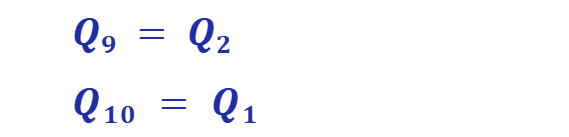 Q₉ = Q₂
Q₁₀ = Q₁